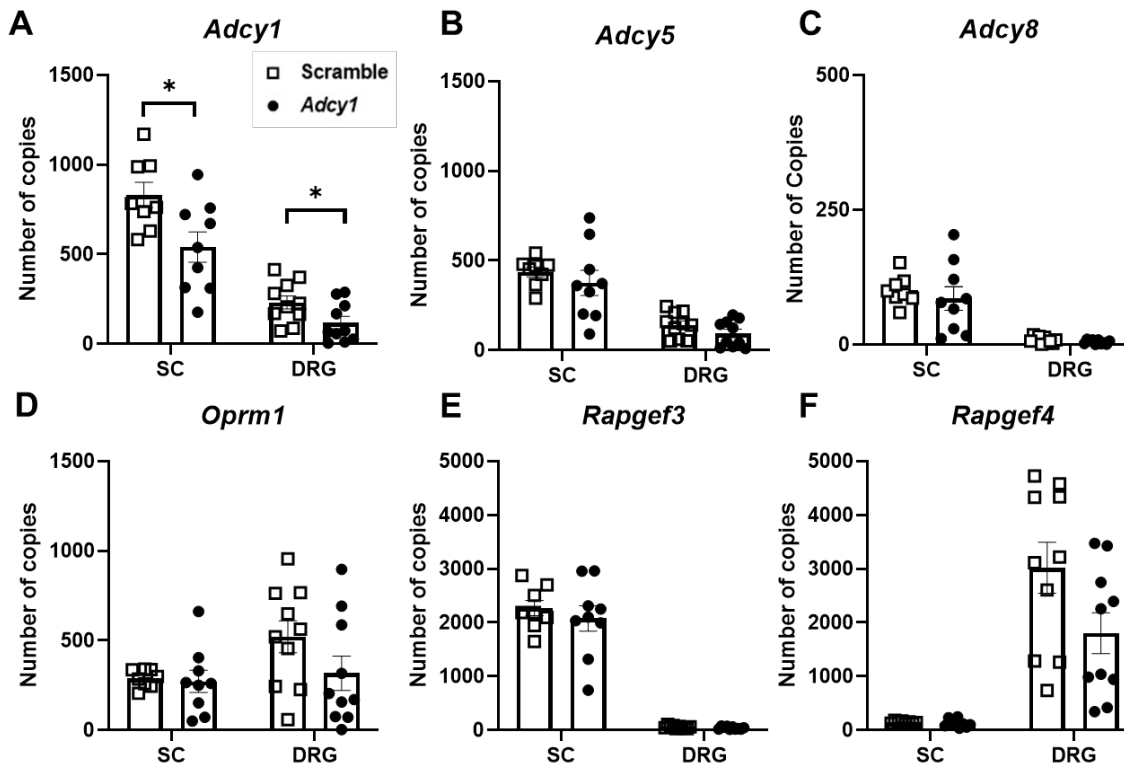 A
Adcy1
Number of copies
1500
1000
500
0
*
*
SC
DRG
Scramble
Adcy1
B
Adcy5
Number of copies
1500
1000
500
0
SC
DRG
C
Adcy8
Number of Copies
500
250
0
SC
DRG
D
Oprm1
Number of copies
1500
1000
500
0
SC
DRG
E
Rapgef3
Number of copies
5000
4000
3000
2000
1000
0
SC
DRG
F
Rapgef4
Number of copies
5000
4000
3000
2000
1000
0
SC
DRG